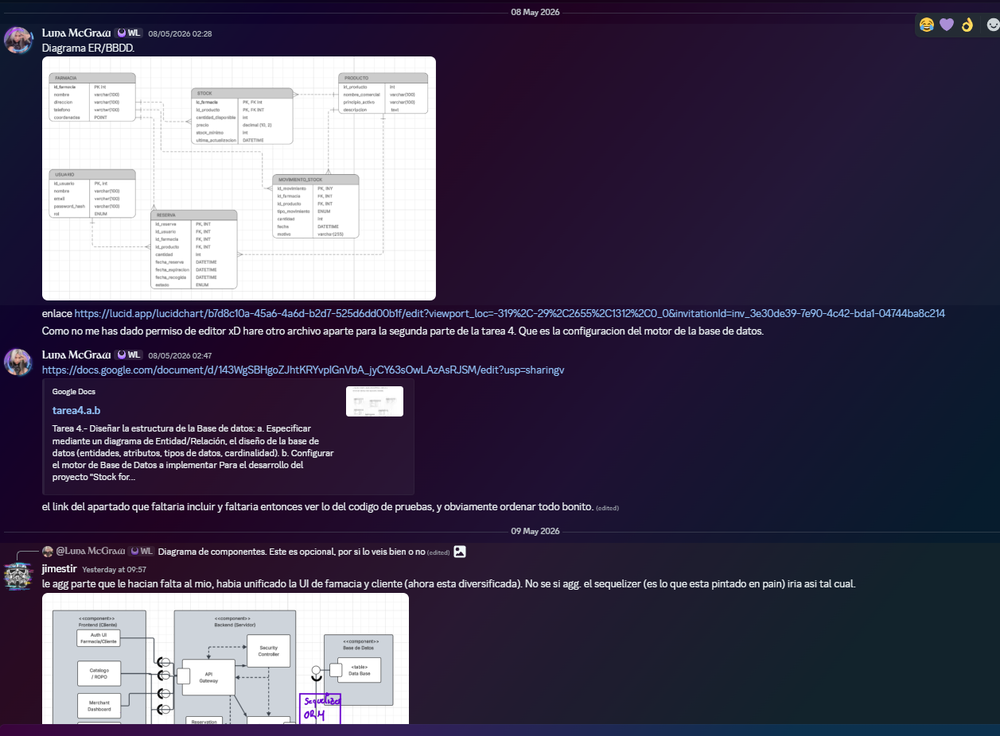 08 May 2026
Luna McGraw WL 08/05/2026 02:28
Diagrama ER/BBDD.
FARMACIA
id_farmacia PK Int
nombre varchar(100)
direccion varchar(100)
telefono varchar(100)
coordenadas POINT
STOCK
id_farmacia PK, FK Int
id_producto PK, FK INT
cantidad_disponible int
precio decimal (10, 2)
stock_minimo int
ultima_actualizacion DATETIME
PRODUCTO
id_producto int
nombre_comercial varchar(100)
principio_activo varchar(100)
descripcion text
USUARIO
id_usuario PK, int
nombre varchar(100)
email varchar(100)
password_hash varchar(100)
rol ENUM
MOVIMIENTO_STOCK
id_movimiento PK, INY
id_farmacia FK, INT
id_producto FK, INT
tipo_movimiento ENUM
cantidad int
fecha DATETIME
motivo varchar(255)
RESERVA
id_reserva PK, INT
id_usuario FK, INT
id_farmacia FK, INT
id_producto FK, INT
cantidad int
fecha_reserva DATETIME
fecha_expiracion DATETIME
fecha_recogida DATETIME
estado ENUM
enlace https://lucid.app/lucidchart/b7d8c10a-45a6-4a6d-b2d7-525d6dd00b1f/edit?viewport_loc=-319%2C-29%2C2655%2C1312%2C0_0&invitationId=inv_3e30de39-7e90-4c42-bda1-04744ba8c214
Como no me has dado permiso de editor xD hare otro archivo aparte para la segunda parte de la tarea 4. Que es la configuracion del motor de la base de datos.
Luna McGraw WL 08/05/2026 02:47
https://docs.google.com/document/d/143WgSBHgoZJhtKRYvpIGnVbA_jyCY63sOwLAzAsRJSM/edit?usp=sharingv
Google Docs
tarea4.a.b
Tarea 4.- Diseñar la estructura de la Base de datos: a. Especificar
mediante un diagrama de Entidad/Relación, el diseño de la base de
datos (entidades, atributos, tipos de datos, cardinalidad). b. Configurar
el motor de Base de Datos a implementar Para el desarrollo del
proyecto "Stock for...
el link del apartado que faltaria incluir y faltaria entonces ver lo del codigo de pruebas, y obviamente ordenar todo bonito. (edited)
09 May 2026
@Luna McGraw WL Diagrama de componentes. Este es opcional, por si lo veis bien o no (edited)
jimestir Yesterday at 09:57
le agg parte que le hacian falta al mio, habia unificado la UI de famacia y cliente (ahora esta diversificada). No se si agg. el sequelizer (es lo que esta pintado en pain) iria asi tal cual.
<<component>>
Frontend (Cliente)
Auth UI
Farmacia/Cliente
Catalogo
/ ROPO
Merchant
Dashboard
<<component>>
Backend (Servidor)
Security
Controller
API
Gateway
Reservation
<<component>>
Base de Datos
<table>
Data Base
Sequelizer
ORM